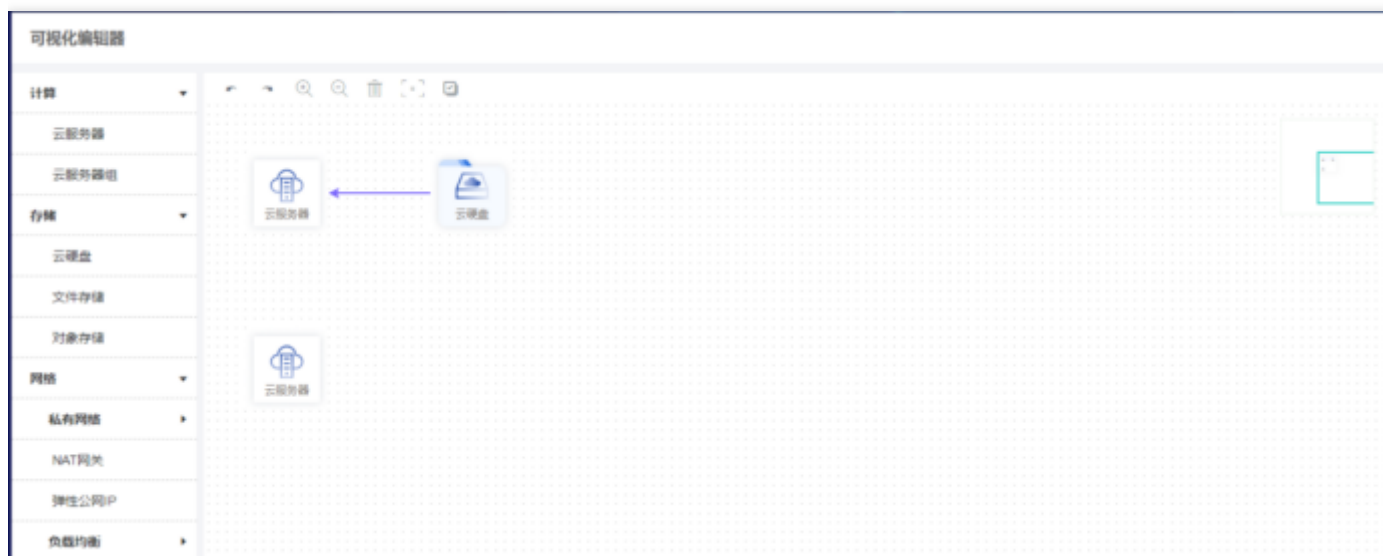 可视化编辑器
计算
云服务器
云服务器组
存储
云硬盘
文件存储
对象存储
网络
私有网络
NAT网关
弹性公网IP
负载均衡
云服务器
云硬盘
云服务器